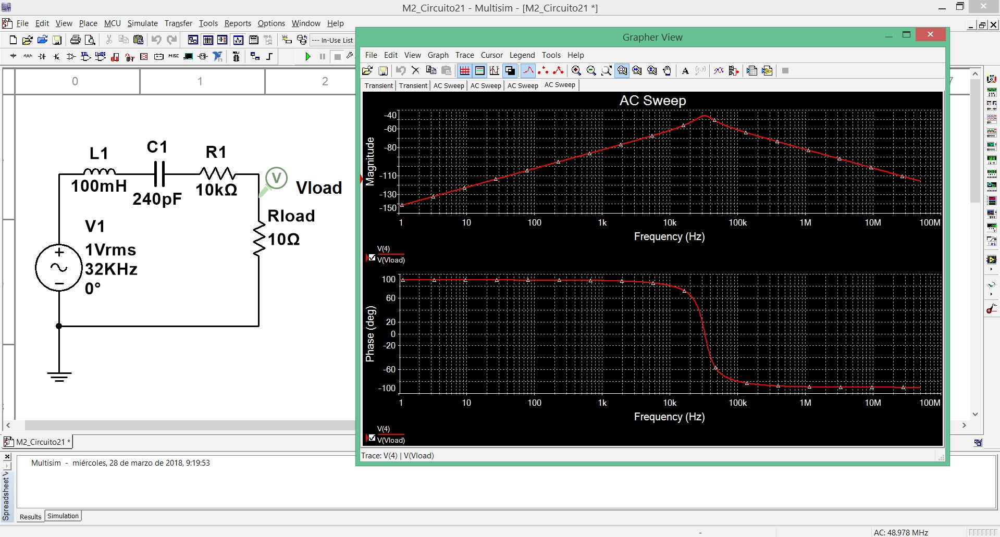 M2_Circuito21 - Multisim - [M2_Circuito21 *]
File Edit View Place MCU Simulate Transfer Tools Reports Options Window Help
--- In-Use List
MISC
0 1 2
7
L1
100mH
C1
240pF
R1
10kΩ
V
Vload
Rload
10Ω
V1
1Vrms
32KHz
0°
Grapher View
File Edit View Graph Trace Cursor Legend Tools Help
Transient Transient AC Sweep AC Sweep AC Sweep AC Sweep
AC Sweep
Magnitude
-40
-60
-80
-110
-130
-150
1 10 100 1k 10k 100k 1M 10M 100M
Frequency (Hz)
V(4)
V(Vload)
Phase (deg)
100
60
20
0
-20
-60
-100
1 10 100 1k 10k 100k 1M 10M 100M
Frequency (Hz)
V(4)
V(Vload)
Trace: V(4) | V(Vload)
M2_Circuito21 *
Multisim - miércoles, 28 de marzo de 2018, 9:19:53
Spreadsheet V
Results Simulation
- AC: 48.978 MHz